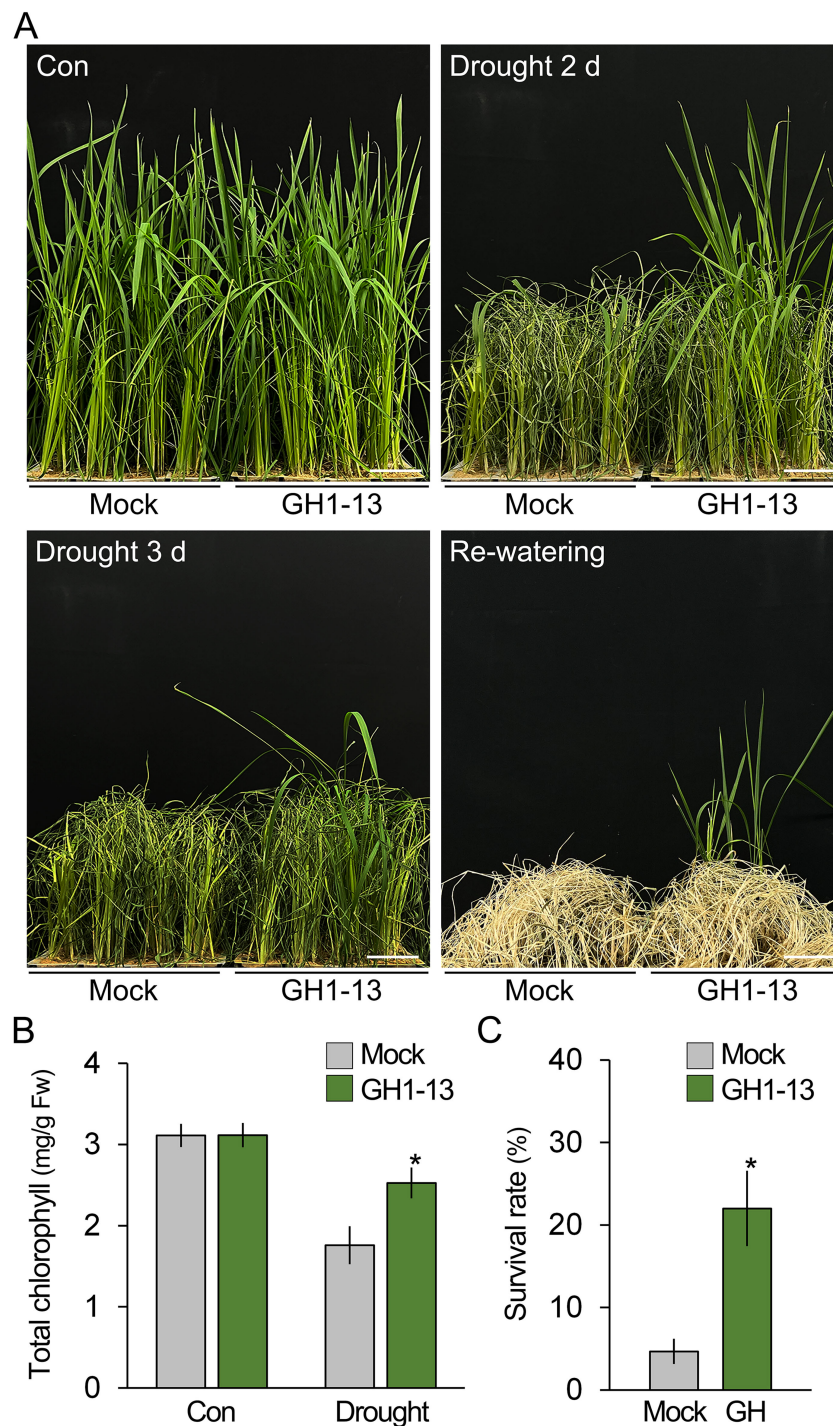 A
Con
Drought 2 d
Mock
GH1-13
Mock
GH1-13
Drought 3 d
Re-watering
Mock
GH1-13
Mock
GH1-13
B
Total chlorophyll (mg/g Fw)
4
3
2
1
0
Mock
GH1-13
*
Con
Drought
C
Survival rate (%)
40
30
20
10
0
Mock
GH1-13
*
Mock
GH